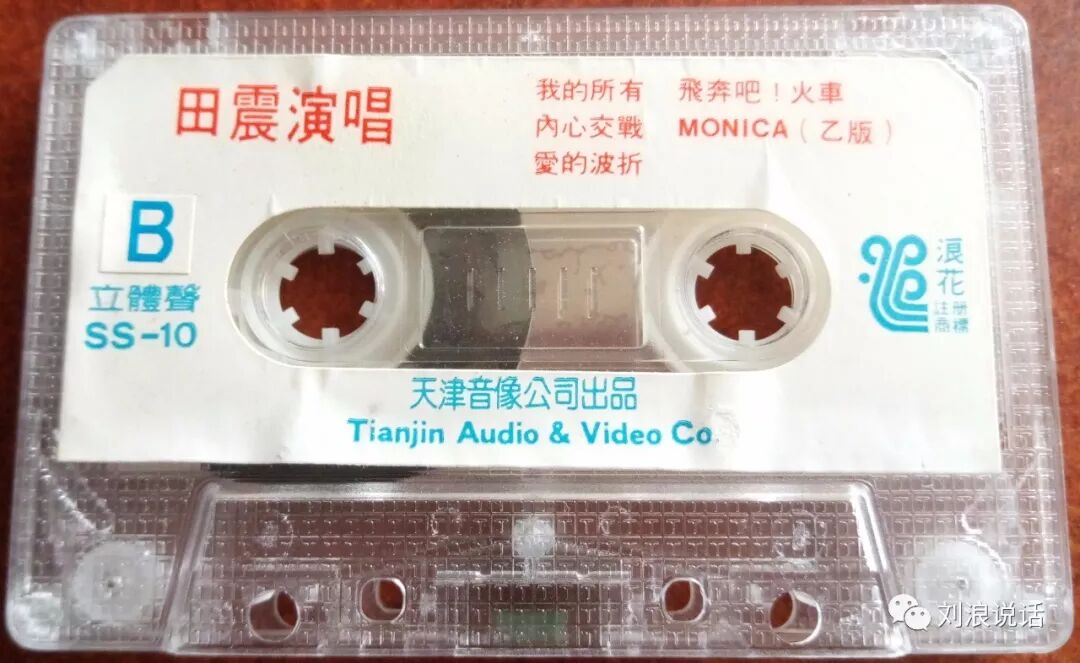 田震演唱
我的所有 飛奔吧！火車
內心交戰 MONICA（乙版）
愛的波折
B
立體聲
SS-10
浪花
註册
商標
天津音像公司出品
Tianjin Audio & Video Co.
刘浪说话